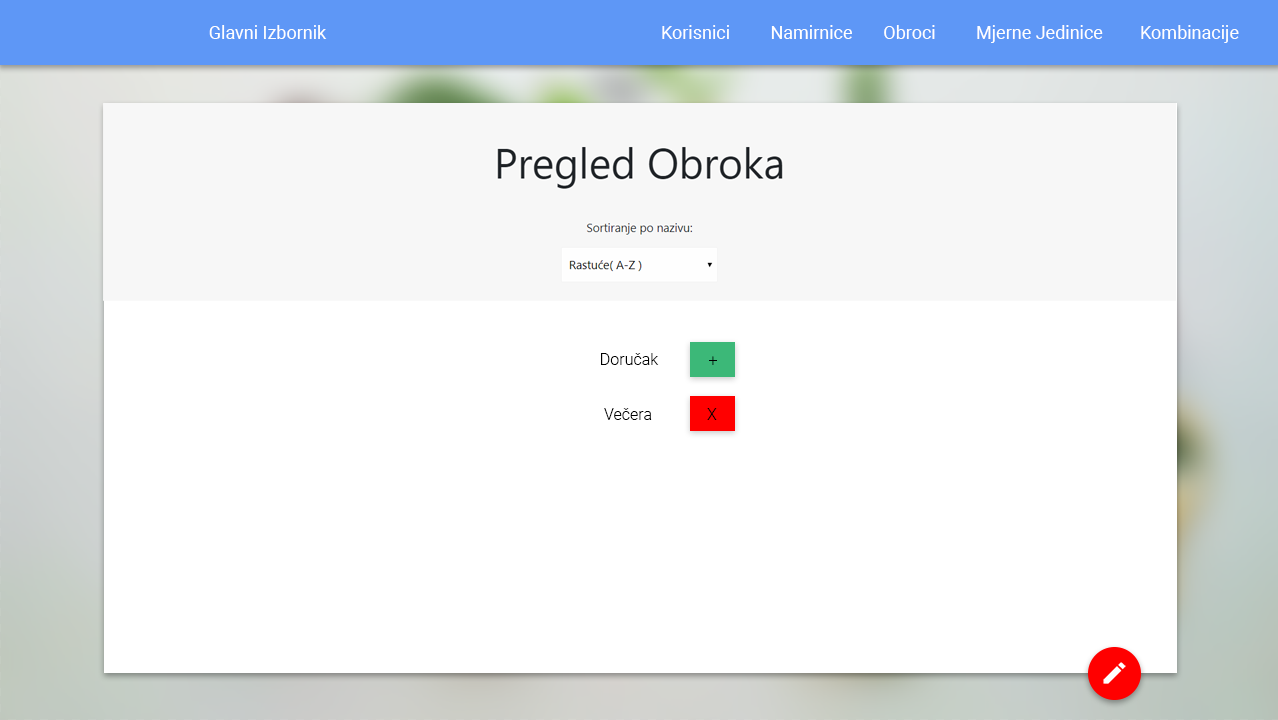 Glavni Izbornik Korisnici Namirnice Obroci Mjerne Jedinice Kombinacije
Pregled Obroka
Sortiranje po nazivu:
Rastuće( A-Z )
Doručak +
Večera X